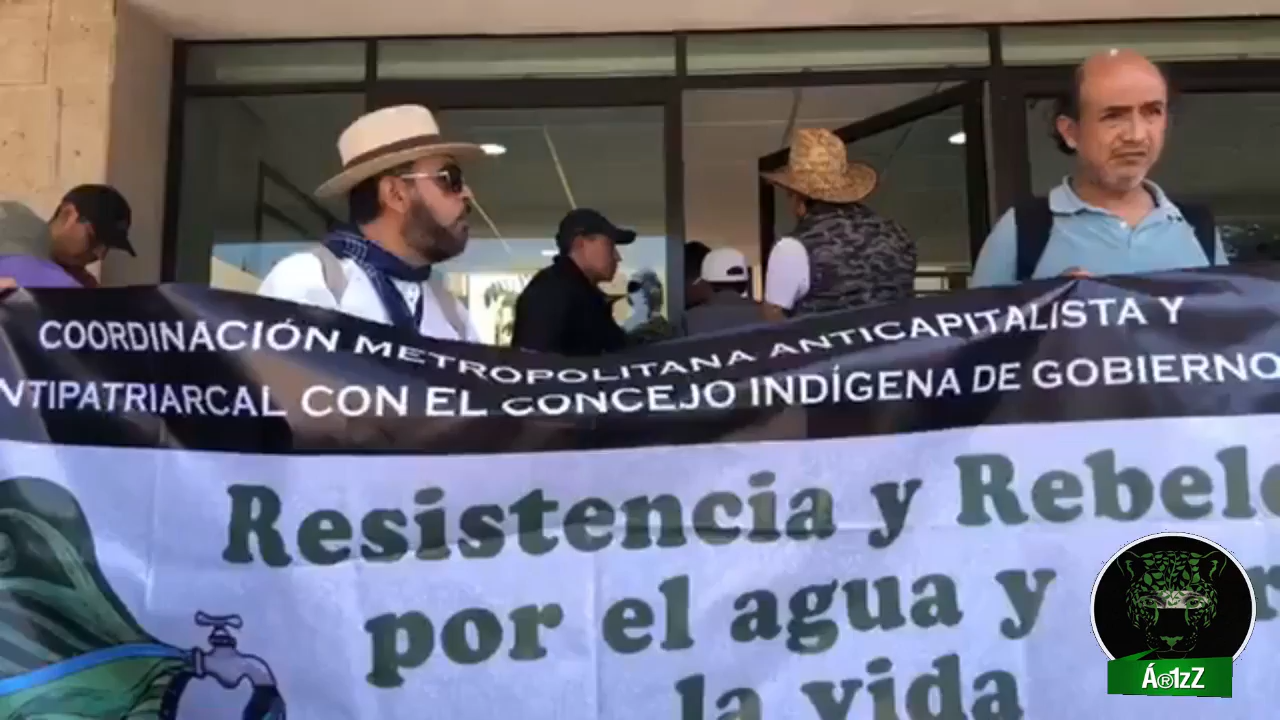 COORDINACIÓN METROPOLITANA ANTICAPITALISTA Y
NTIPATRIARCAL CON EL CONCEJO INDÍGENA DE GOBIERNO
Resistencia y Rebel
por el agua y
la vida
Á®1zZ